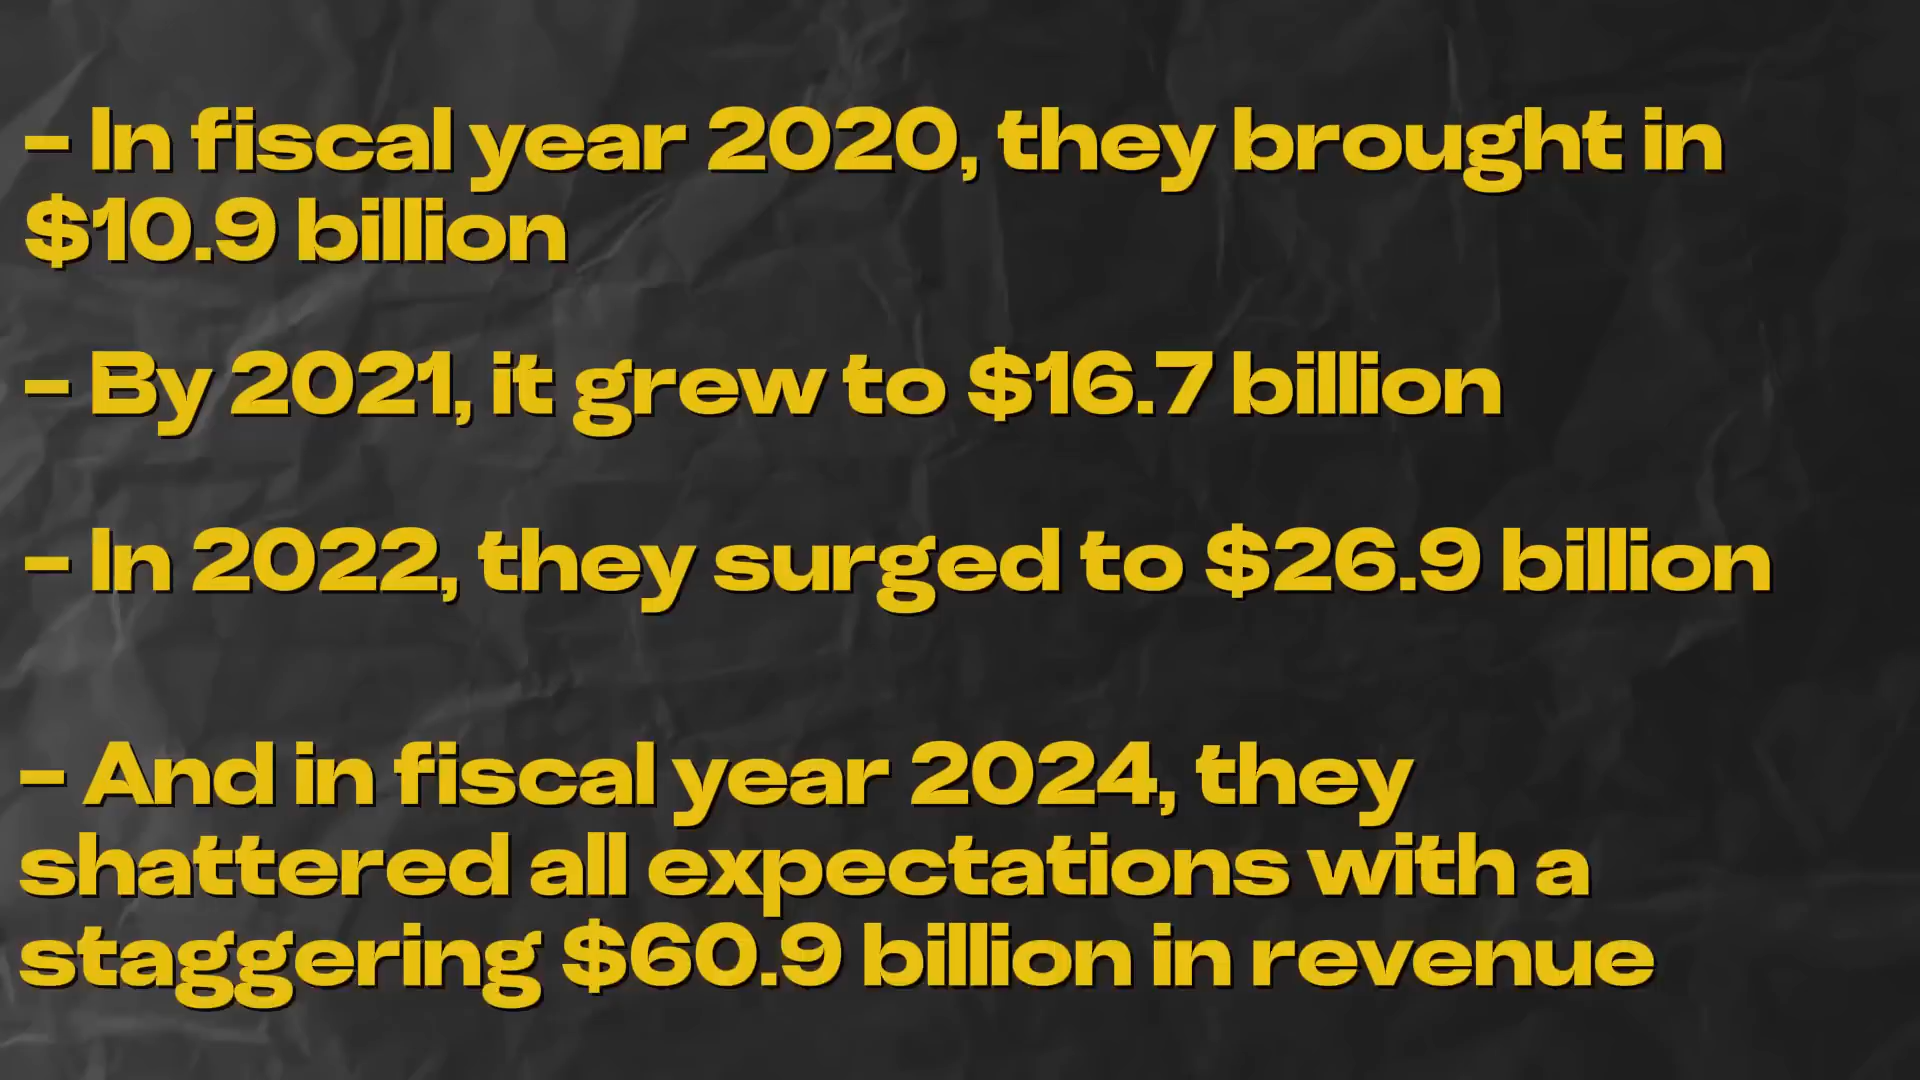 – In fiscal year 2020, they brought in
$10.9 billion
– By 2021, it grew to $16.7 billion
– In 2022, they surged to $26.9 billion
– And in fiscal year 2024, they
shattered all expectations with a
staggering $60.9 billion in revenue